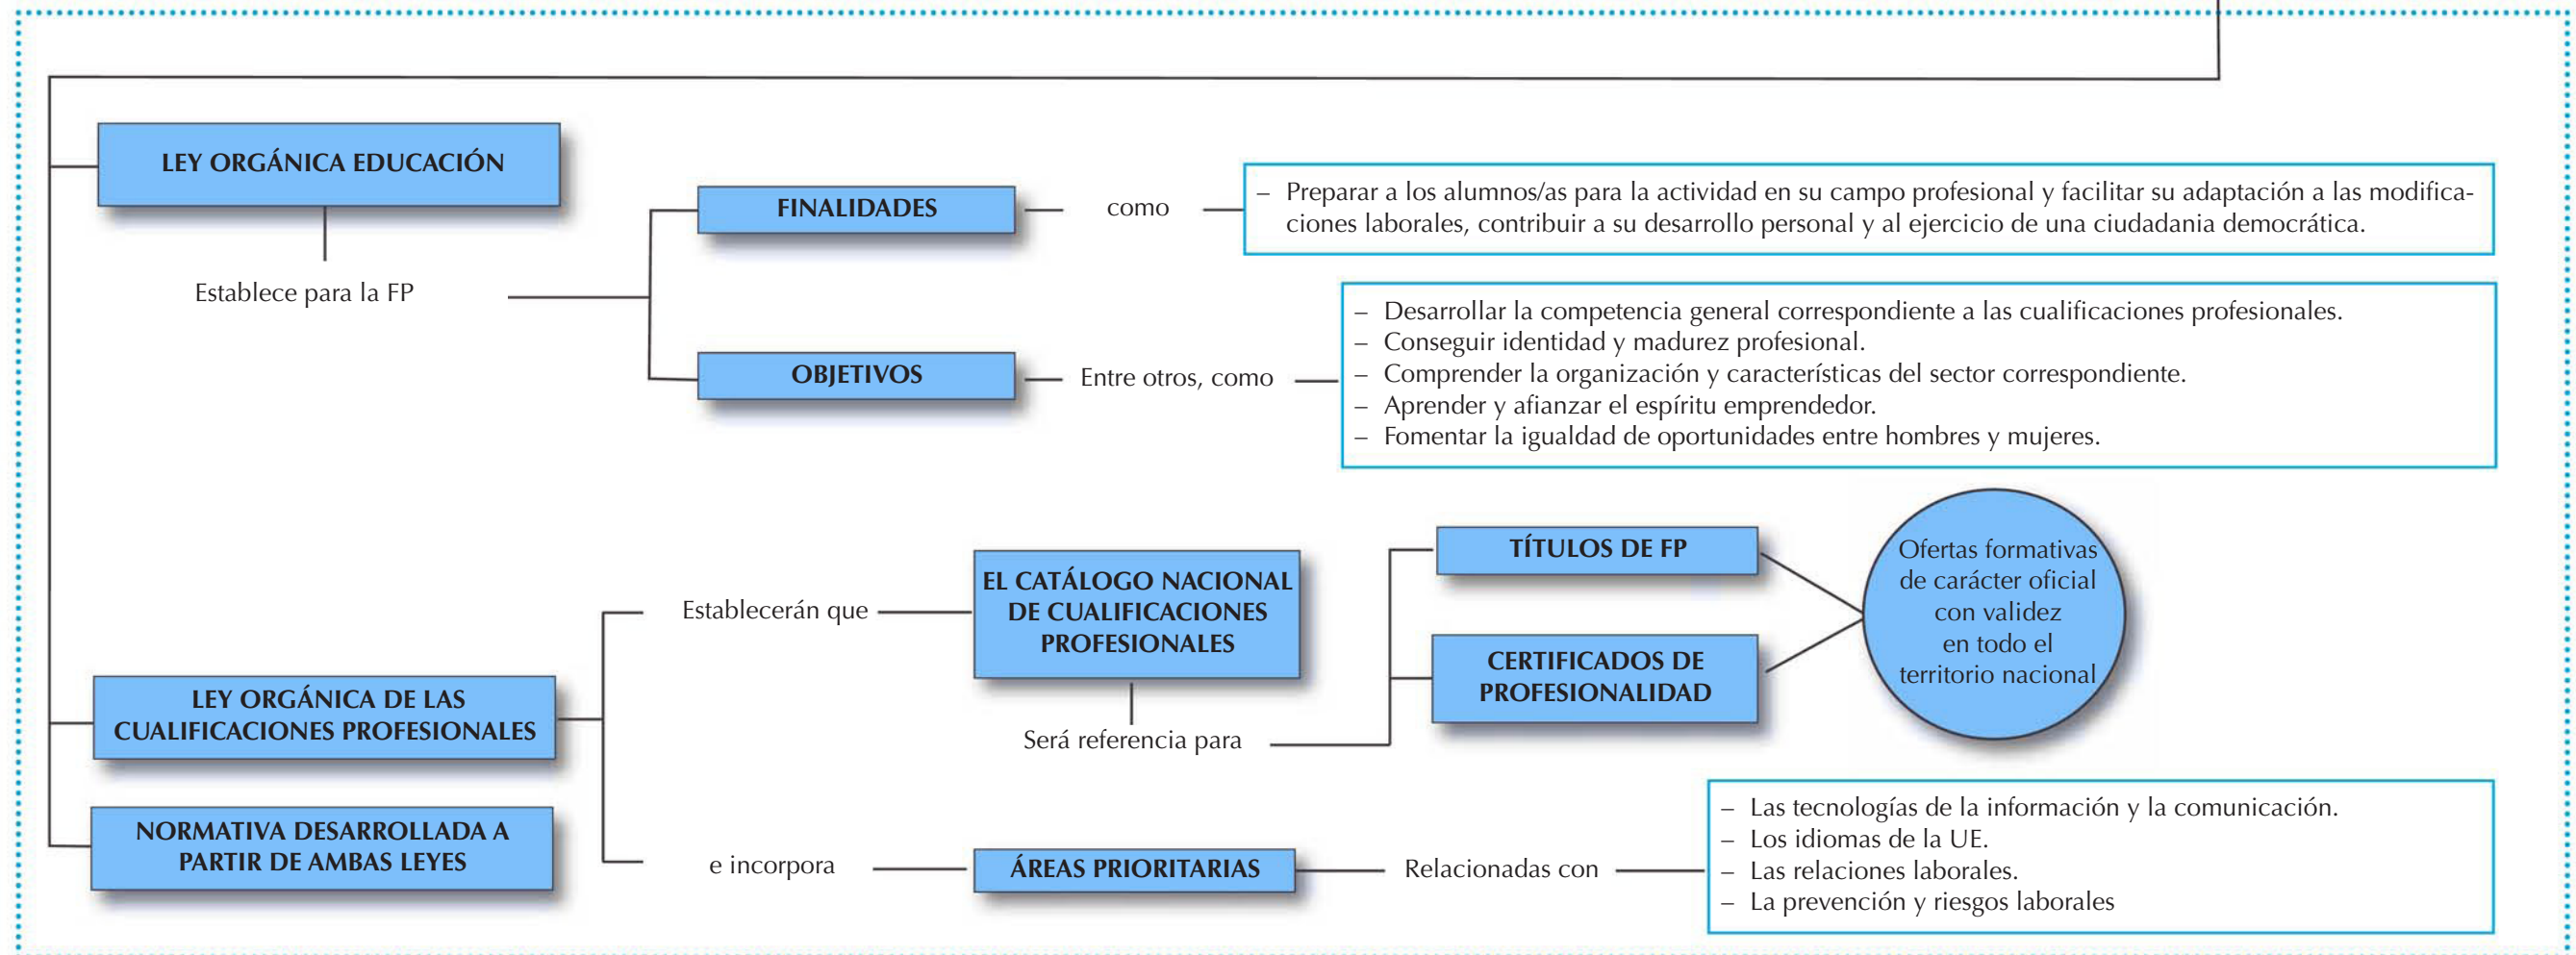 LEY ORGÁNICA EDUCACIÓN
Establece para la FP
FINALIDADES
como
– Preparar a los alumnos/as para la actividad en su campo profesional y facilitar su adaptación a las modifica-
ciones laborales, contribuir a su desarrollo personal y al ejercicio de una ciudadania democrática.
OBJETIVOS
Entre otros, como
– Desarrollar la competencia general correspondiente a las cualificaciones profesionales.
– Conseguir identidad y madurez profesional.
– Comprender la organización y características del sector correspondiente.
– Aprender y afianzar el espíritu emprendedor.
– Fomentar la igualdad de oportunidades entre hombres y mujeres.
LEY ORGÁNICA DE LAS
CUALIFICACIONES PROFESIONALES
Establecerán que
EL CATÁLOGO NACIONAL
DE CUALIFICACIONES
PROFESIONALES
Será referencia para
TÍTULOS DE FP
CERTIFICADOS DE
PROFESIONALIDAD
Ofertas formativas
de carácter oficial
con validez
en todo el
territorio nacional
NORMATIVA DESARROLLADA A
PARTIR DE AMBAS LEYES
e incorpora
ÁREAS PRIORITARIAS
Relacionadas con
– Las tecnologías de la información y la comunicación.
– Los idiomas de la UE.
– Las relaciones laborales.
– La prevención y riesgos laborales